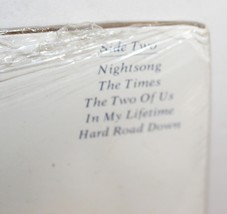 Side Two
Nightsong
The Times
The Two Of Us
In My Lifetime
Hard Road Down